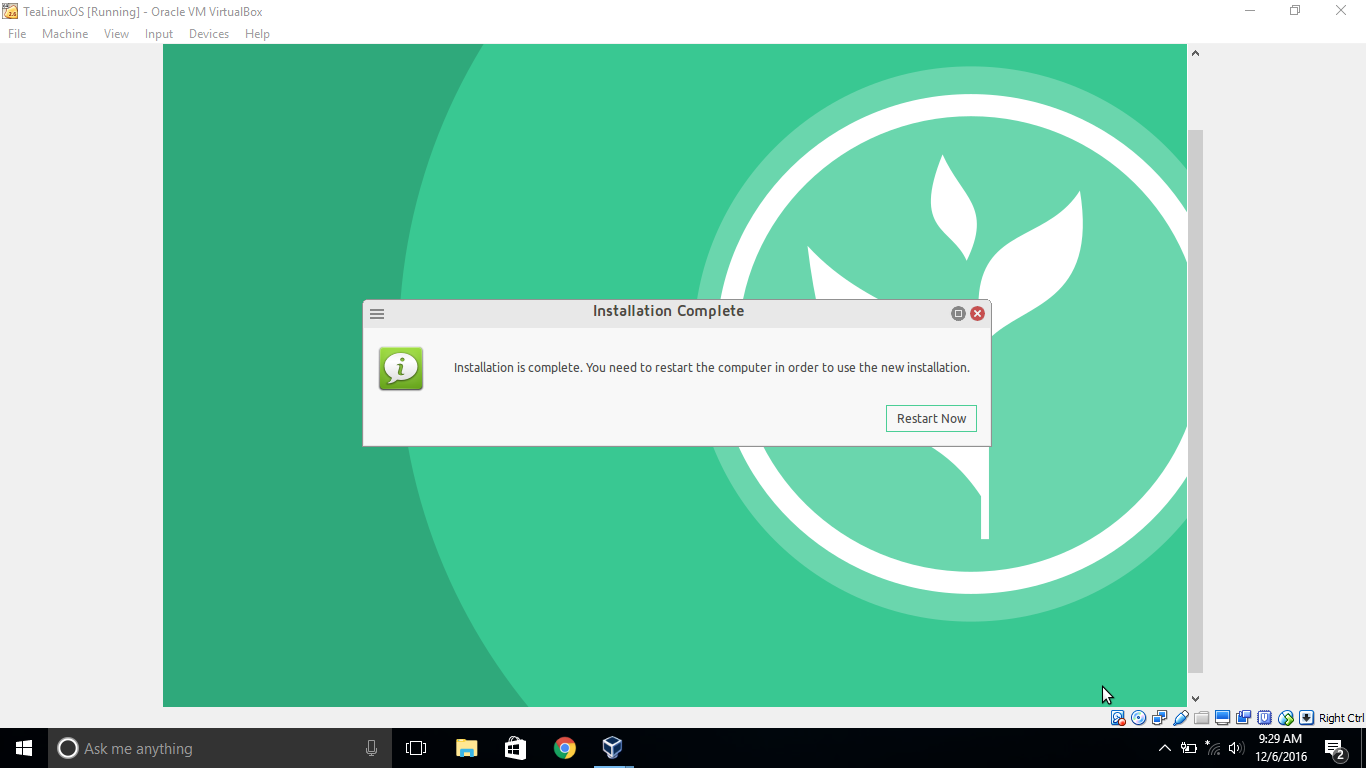 TeaLinuxOS [Running] - Oracle VM VirtualBox
File Machine View Input Devices Help
Installation Complete
Installation is complete. You need to restart the computer in order to use the new installation.
Restart Now
Right Ctrl
Ask me anything
9:29 AM
12/6/2016
2